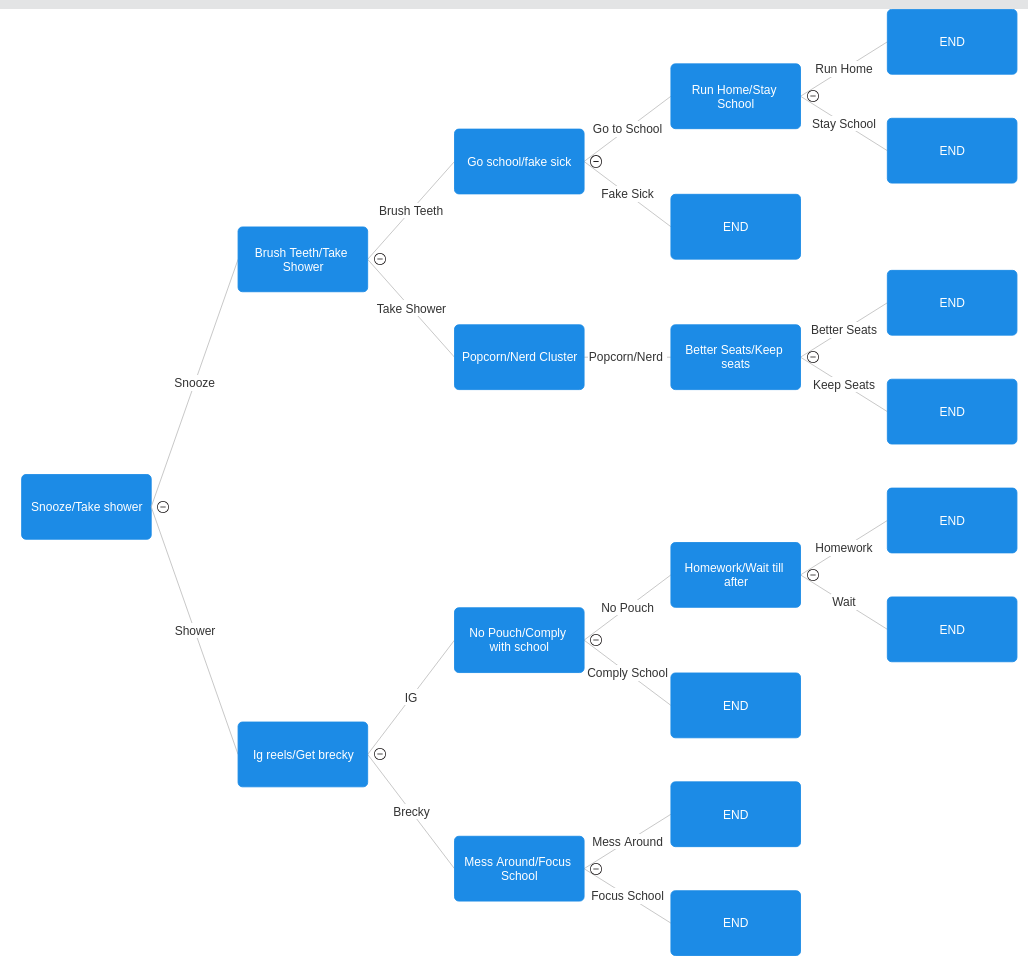 END
Run Home
Run Home/Stay
School
Stay School
END
Go to School
Go school/fake sick
Fake Sick
END
Brush Teeth
Brush Teeth/Take
Shower
Take Shower
Popcorn/Nerd Cluster
Popcorn/Nerd
Better Seats/Keep
seats
Better Seats
END
Keep Seats
END
Snooze
Snooze/Take shower
Shower
END
Homework
Homework/Wait till
after
Wait
END
No Pouch
No Pouch/Comply
with school
Comply School
END
IG
Ig reels/Get brecky
Brecky
END
Mess Around
Mess Around/Focus
School
Focus School
END